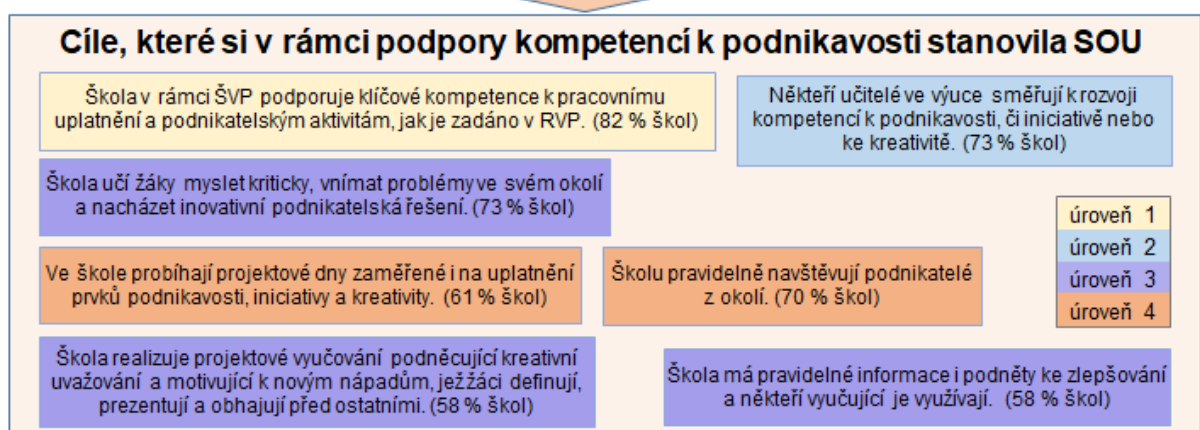 Cíle, které si v rámci podpory kompetencí k podnikavosti stanovila SOU
Škola v rámci ŠVP podporuje klíčové kompetence k pracovnímu
uplatnění a podnikatelským aktivitám, jak je zadáno v RVP. (82 % škol)
Někteří učitelé ve výuce směřují k rozvoji
kompetencí k podnikavosti, či iniciativě nebo
ke kreativitě. (73 % škol)
Škola učí žáky myslet kriticky, vnímat problémy ve svém okolí
a nacházet inovativní podnikatelská řešení. (73 % škol)
úroveň 1
úroveň 2
úroveň 3
úroveň 4
Ve škole probíhají projektové dny zaměřené i na uplatnění
prvků podnikavosti, iniciativy a kreativity. (61 % škol)
Školu pravidelně navštěvují podnikatelé
z okolí. (70 % škol)
Škola realizuje projektové vyučování podněcující kreativní
uvažování a motivující k novým nápadům, jež žáci definují,
prezentují a obhajují před ostatními. (58 % škol)
Škola má pravidelné informace i podněty ke zlepšování
a někteří vyučující je využívají. (58 % škol)